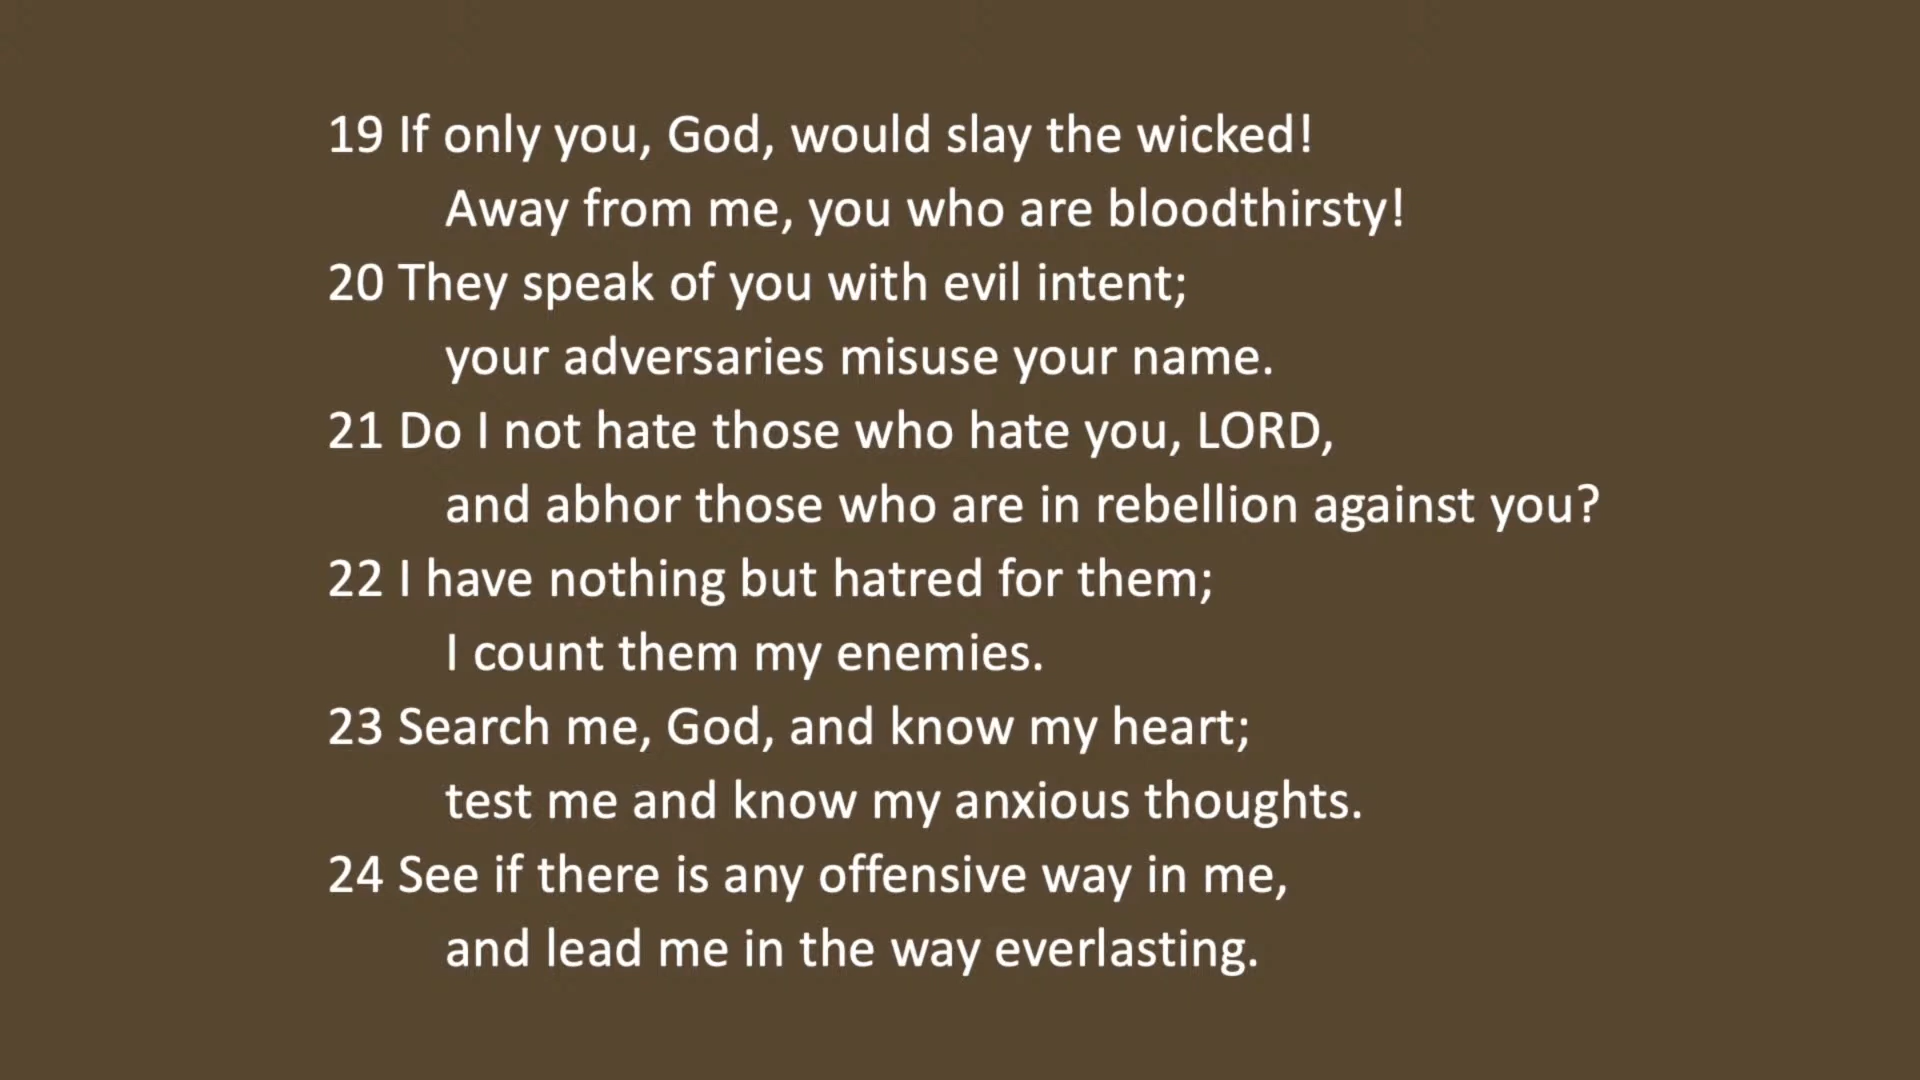 19 If only you, God, would slay the wicked!
Away from me, you who are bloodthirsty!
20 They speak of you with evil intent;
your adversaries misuse your name.
21 Do I not hate those who hate you, LORD,
and abhor those who are in rebellion against you?
22 I have nothing but hatred for them;
I count them my enemies.
23 Search me, God, and know my heart;
test me and know my anxious thoughts.
24 See if there is any offensive way in me,
and lead me in the way everlasting.